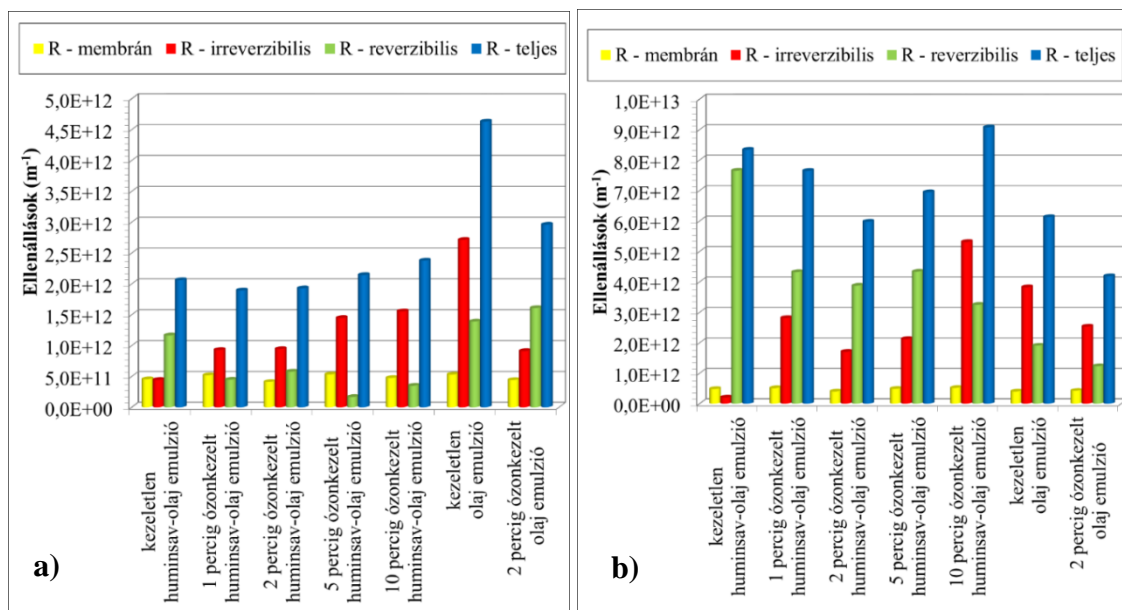 R - membrán R - irreverzibilis R - reverzibilis R - teljes
Ellenállások (m-1)
5,0E+12
4,5E+12
4,0E+12
3,5E+12
3,0E+12
2,5E+12
2,0E+12
1,5E+12
1,0E+12
5,0E+11
0,0E+00
kezeletlen
huminsav-olaj emulzió
1 percig ózonkezelt
huminsav-olaj emulzió
2 percig ózonkezelt
huminsav-olaj emulzió
5 percig ózonkezelt
huminsav-olaj emulzió
10 percig ózonkezelt
huminsav-olaj emulzió
kezeletlen
olaj emulzió
2 percig ózonkezelt
olaj emulzió
a)
R - membrán R - irreverzibilis R - reverzibilis R - teljes
Ellenállások (m-1)
1,0E+13
9,0E+12
8,0E+12
7,0E+12
6,0E+12
5,0E+12
4,0E+12
3,0E+12
2,0E+12
1,0E+12
0,0E+00
kezeletlen
huminsav-olaj emulzió
1 percig ózonkezelt
huminsav-olaj emulzió
2 percig ózonkezelt
huminsav-olaj emulzió
5 percig ózonkezelt
huminsav-olaj emulzió
10 percig ózonkezelt
huminsav-olaj emulzió
kezeletlen
olaj emulzió
2 percig ózonkezelt
olaj emulzió
b)